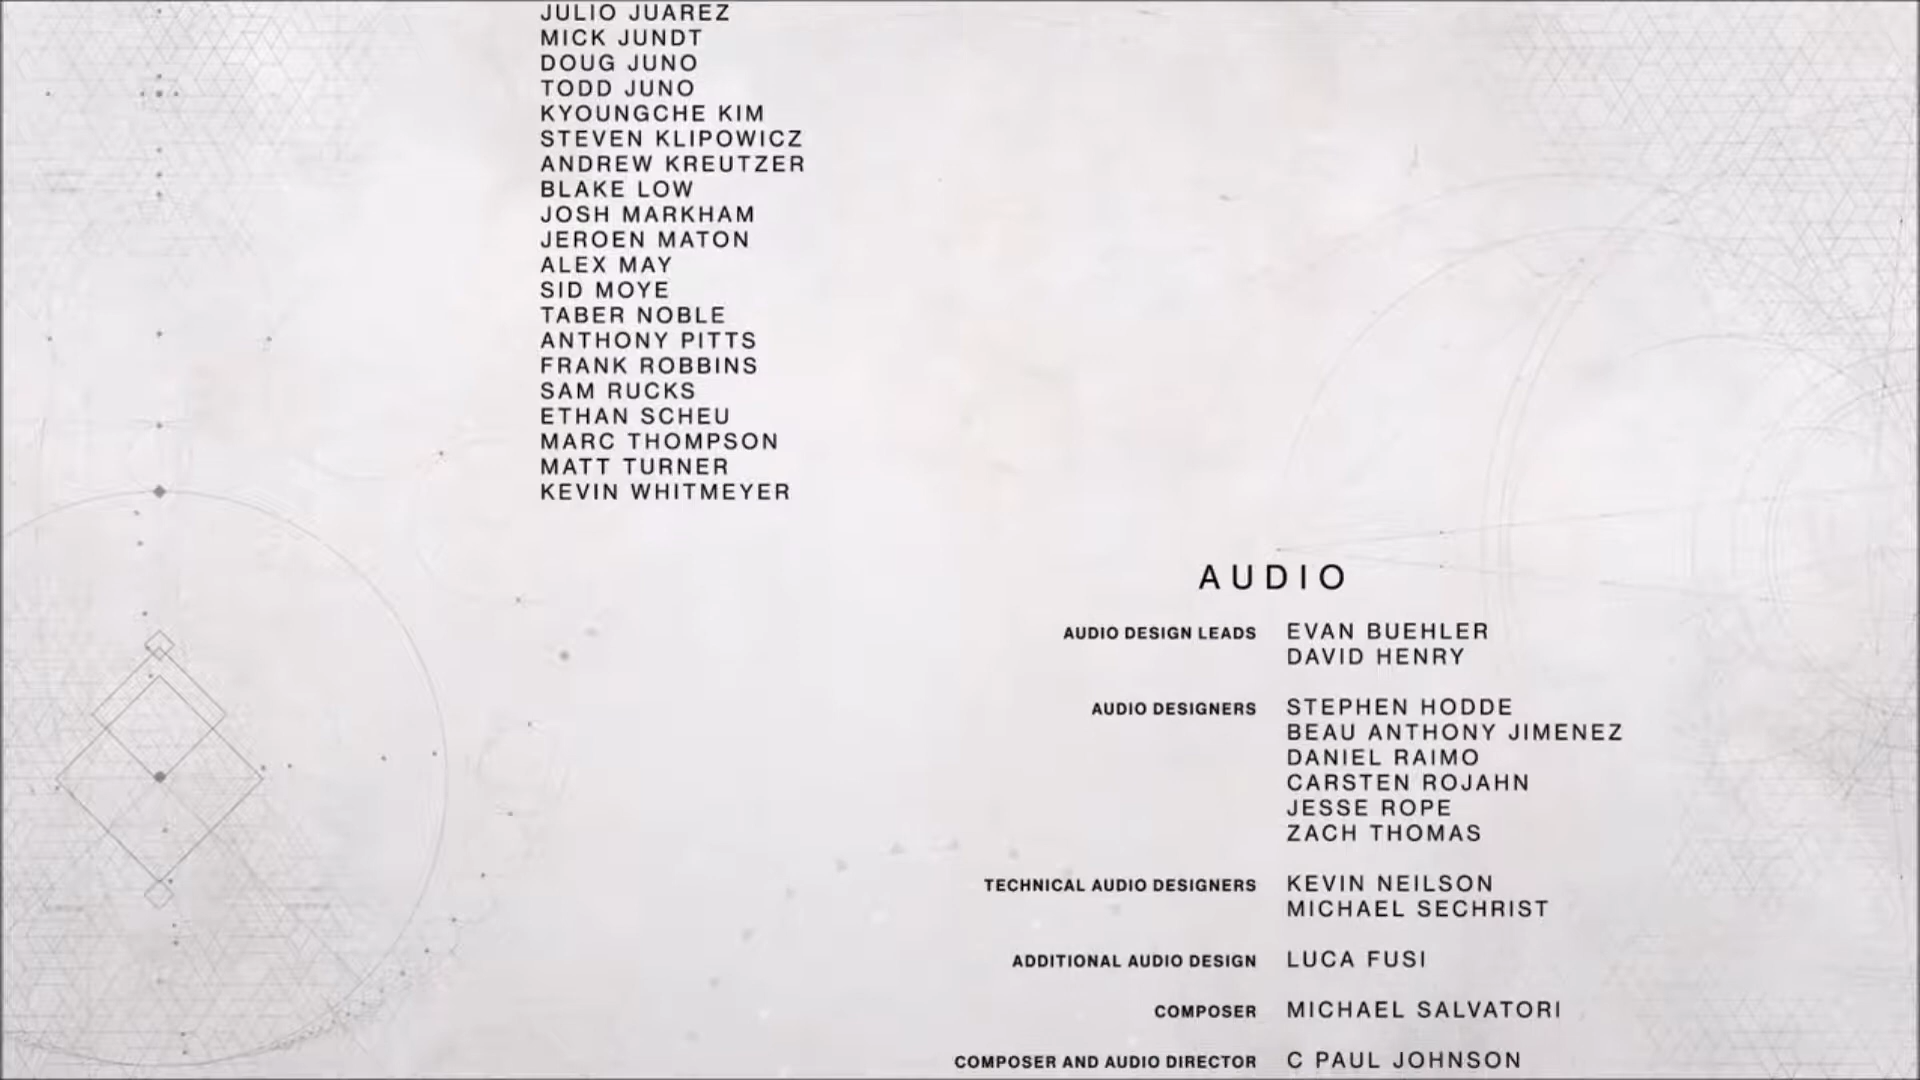 JULIO JUAREZ
MICK JUNDT
DOUG JUNO
TODD JUNO
KYOUNGCHE KIM
STEVEN KLIPOWICZ
ANDREW KREUTZER
BLAKE LOW
JOSH MARKHAM
JEROEN MATON
ALEX MAY
SID MOYE
TABER NOBLE
ANTHONY PITTS
FRANK ROBBINS
SAM RUCKS
ETHAN SCHEU
MARC THOMPSON
MATT TURNER
KEVIN WHITMEYER
AUDIO
AUDIO DESIGN LEADS EVAN BUEHLER
DAVID HENRY
AUDIO DESIGNERS STEPHEN HODDE
BEAU ANTHONY JIMENEZ
DANIEL RAIMO
CARSTEN ROJAHN
JESSE ROPE
ZACH THOMAS
TECHNICAL AUDIO DESIGNERS KEVIN NEILSON
MICHAEL SECHRIST
ADDITIONAL AUDIO DESIGN LUCA FUSI
COMPOSER MICHAEL SALVATORI
COMPOSER AND AUDIO DIRECTOR C PAUL JOHNSON